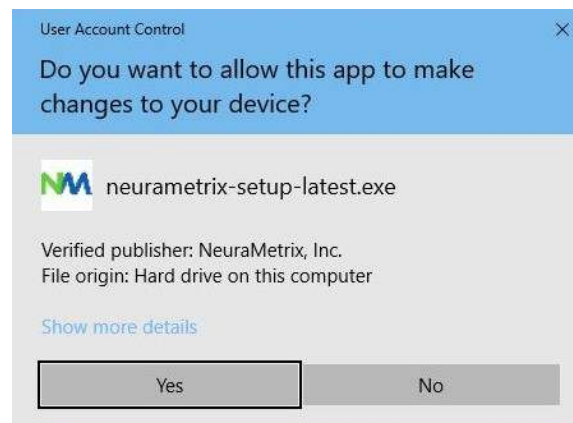 User Account Control
Do you want to allow this app to make
changes to your device?
NM
neurametrix-setup-latest.exe
Verified publisher: NeuraMetrix, Inc.
File origin: Hard drive on this computer
Show more details
Yes
No